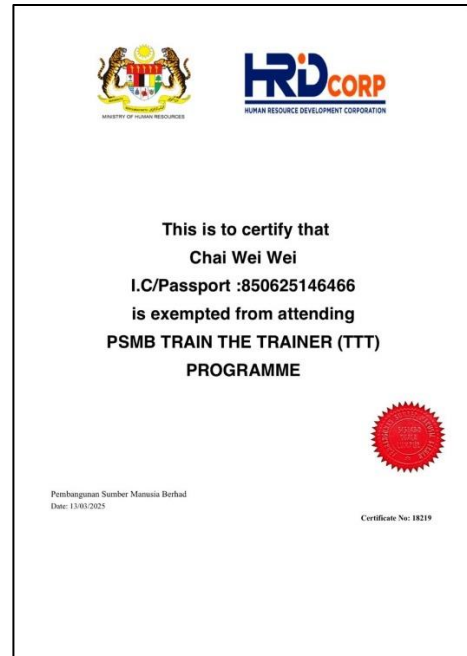 MINISTRY OF HUMAN RESOURCES
HRD CORP
HUMAN RESOURCE DEVELOPMENT CORPORATION
This is to certify that
Chai Wei Wei
I.C/Passport :850625146466
is exempted from attending
PSMB TRAIN THE TRAINER (TTT)
PROGRAMME
Pembangunan Sumber Manusia Berhad
Date: 13/03/2025
Certificate No: 18219